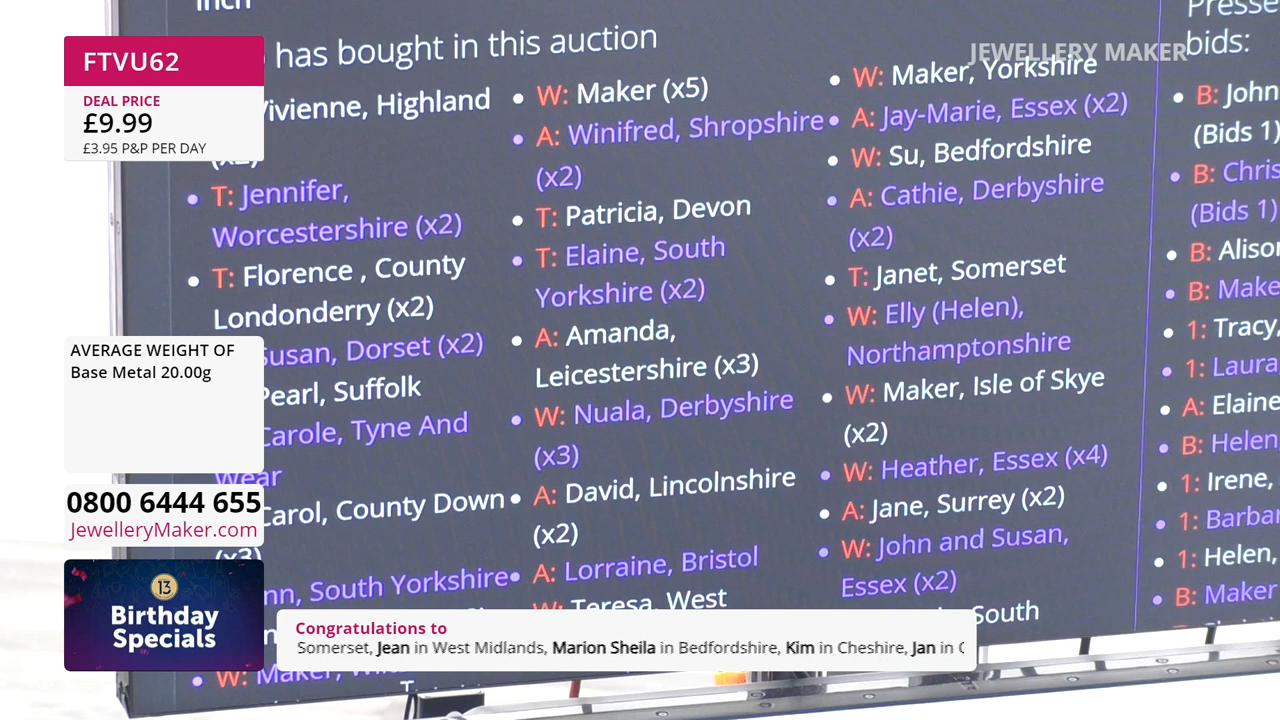 inch
has bought in this auction
Vivienne, Highland
(x2)
• T: Jennifer,
Worcestershire (x2)
• T: Florence , County
Londonderry (x2)
Susan, Dorset (x2)
Pearl, Suffolk
Carole, Tyne And
Wear
Carol, County Down
(x3)
nn, South Yorkshire
• W: Maker,
• W: Maker (x5)
• A: Winifred, Shropshire
(x2)
• T: Patricia, Devon
• T: Elaine, South
Yorkshire (x2)
• A: Amanda,
Leicestershire (x3)
• W: Nuala, Derbyshire
(x3)
• A: David, Lincolnshire
(x2)
• A: Lorraine, Bristol
W: Teresa, West
• W: Maker, Yorkshire
• A: Jay-Marie, Essex (x2)
• W: Su, Bedfordshire
• A: Cathie, Derbyshire
(x2)
• T: Janet, Somerset
• W: Elly (Helen),
Northamptonshire
• W: Maker, Isle of Skye
(x2)
• W: Heather, Essex (x4)
• A: Jane, Surrey (x2)
• W: John and Susan,
Essex (x2)
South
Presse
bids:
• B: John
(Bids 1)
• B: Chris
(Bids 1)
• B: Alison
• B: Make
• 1: Tracy,
• 1: Laura
• A: Elaine
• B: Helen,
• 1: Irene,
• 1: Barbar
• 1: Helen,
• B: Maker
JEWELLERY MAKER
FTVU62
DEAL PRICE
£9.99
£3.95 P&P PER DAY
AVERAGE WEIGHT OF
Base Metal 20.00g
0800 6444 655
JewelleryMaker.com
13
Birthday
Specials
Congratulations to
Somerset, Jean in West Midlands, Marion Sheila in Bedfordshire, Kim in Cheshire, Jan in C